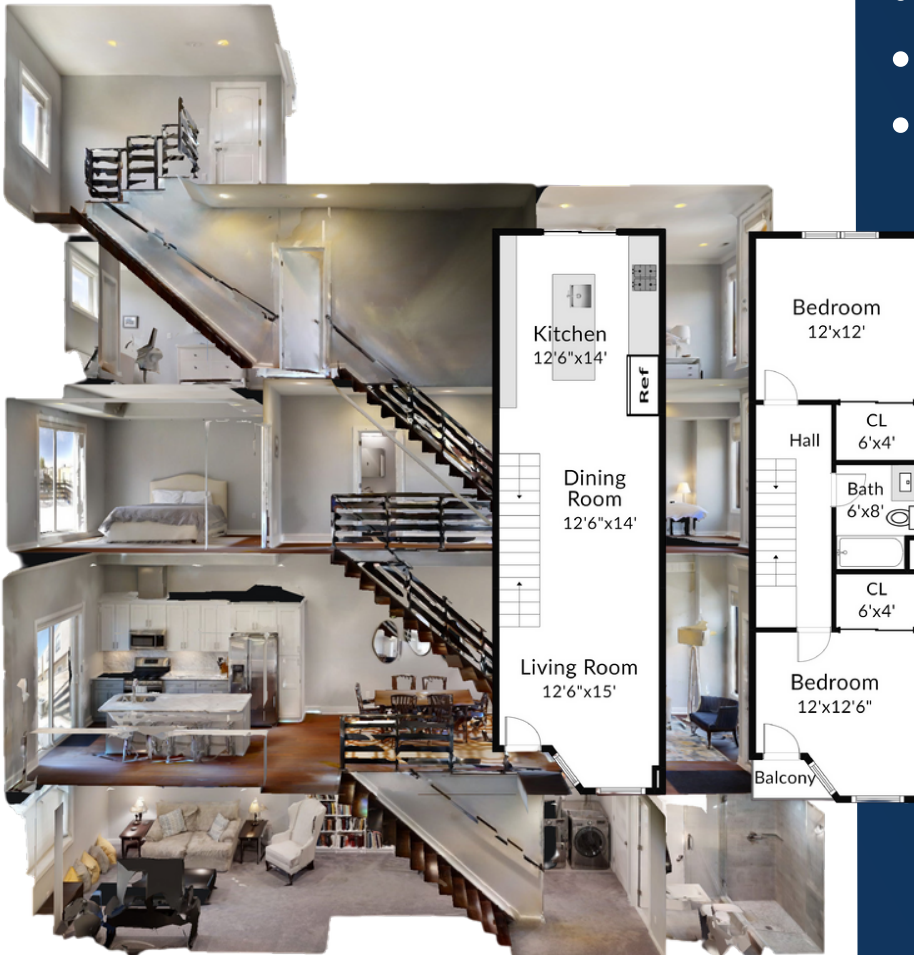 Kitchen
12'6"x14'
Ref
Dining
Room
12'6"x14'
Living Room
12'6"x15'
Bedroom
12'x12'
CL
6'x4'
Hall
Bath
6'x8'
CL
6'x4'
Bedroom
12'x12'6"
Balcony